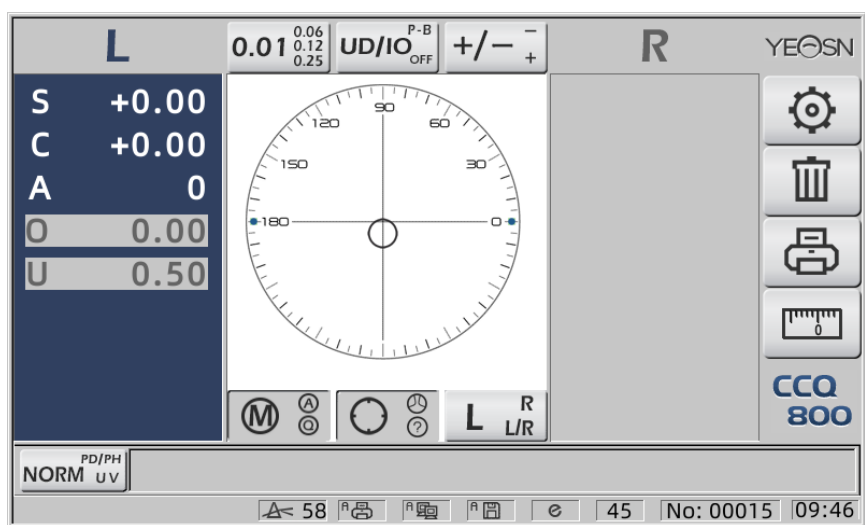 L
0.01 0.06 0.12 0.25
UD/IO P-B OFF
+/− − +
R
YEOSN
S +0.00
C +0.00
A 0
O 0.00
U 0.50
90
120 60
150 30
180 0
0
CCQ
800
M A Q
?
L R L/R
NORM PD/PH UV
58 A A A e 45 No: 00015 09:46